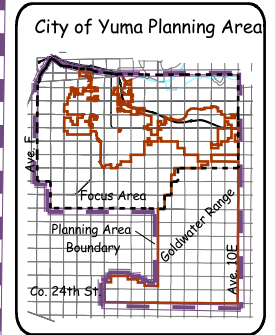 City of Yuma Planning Area
Ave. F
Focus Area
Planning Area
Boundary
Goldwater Range
Ave. 10E
Co. 24th St